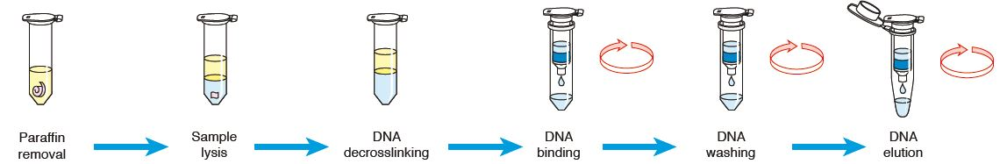 Paraffin
removal
Sample
lysis
DNA
decrosslinking
DNA
binding
DNA
washing
DNA
elution